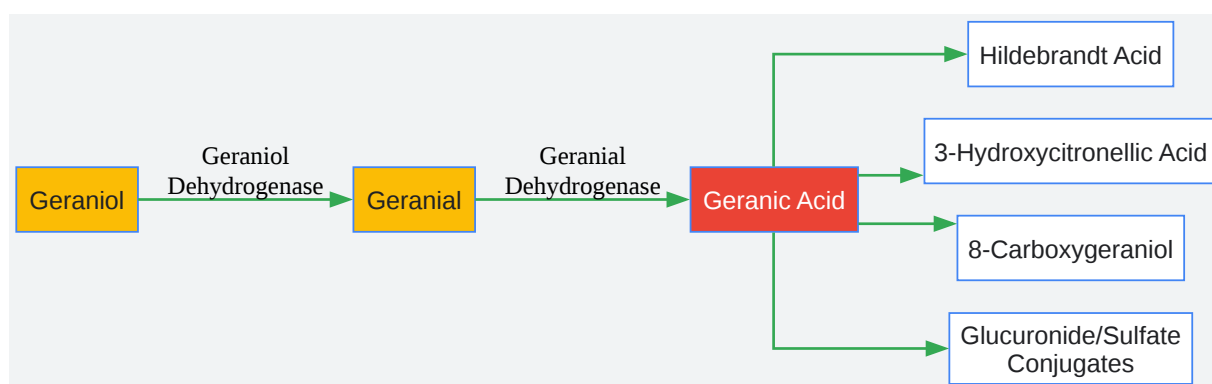 Hildebrandt Acid
3-Hydroxycitronellic Acid
Geraniol
Dehydrogenase
Geranial
Dehydrogenase
Geraniol
Geranial
Geranic Acid
8-Carboxygeraniol
Glucuronide/Sulfate
Conjugates